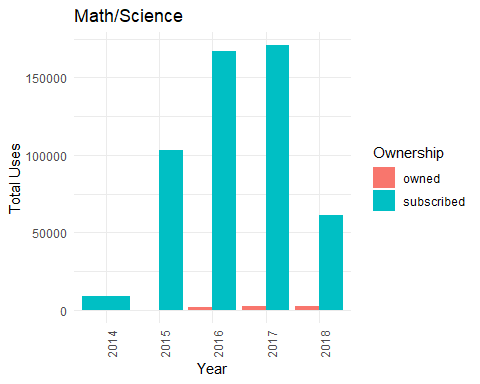 Math/Science
Total Uses
150000
100000
50000
0
2014
2015
2016
2017
2018
Year
Ownership
owned
subscribed